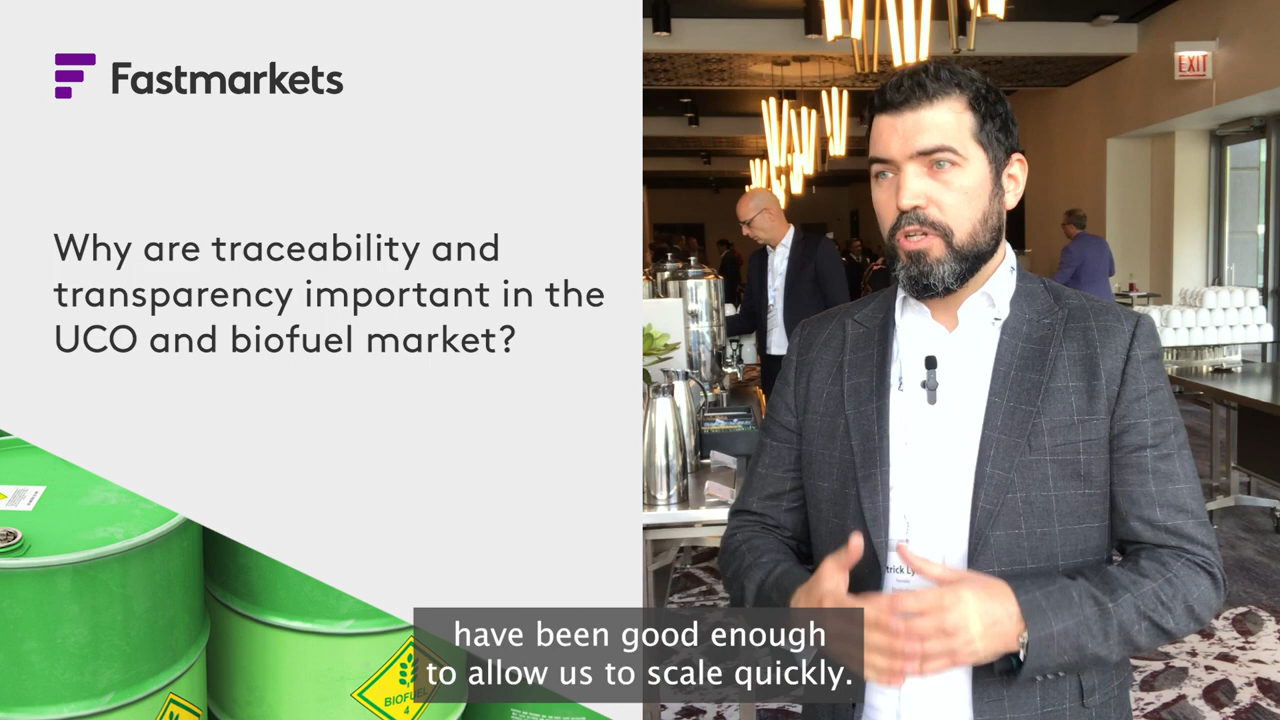 Fastmarkets
Why are traceability and
transparency important in the
UCO and biofuel market?
EXIT
BIOFUEL
4
have been good enough
to allow us to scale quickly.